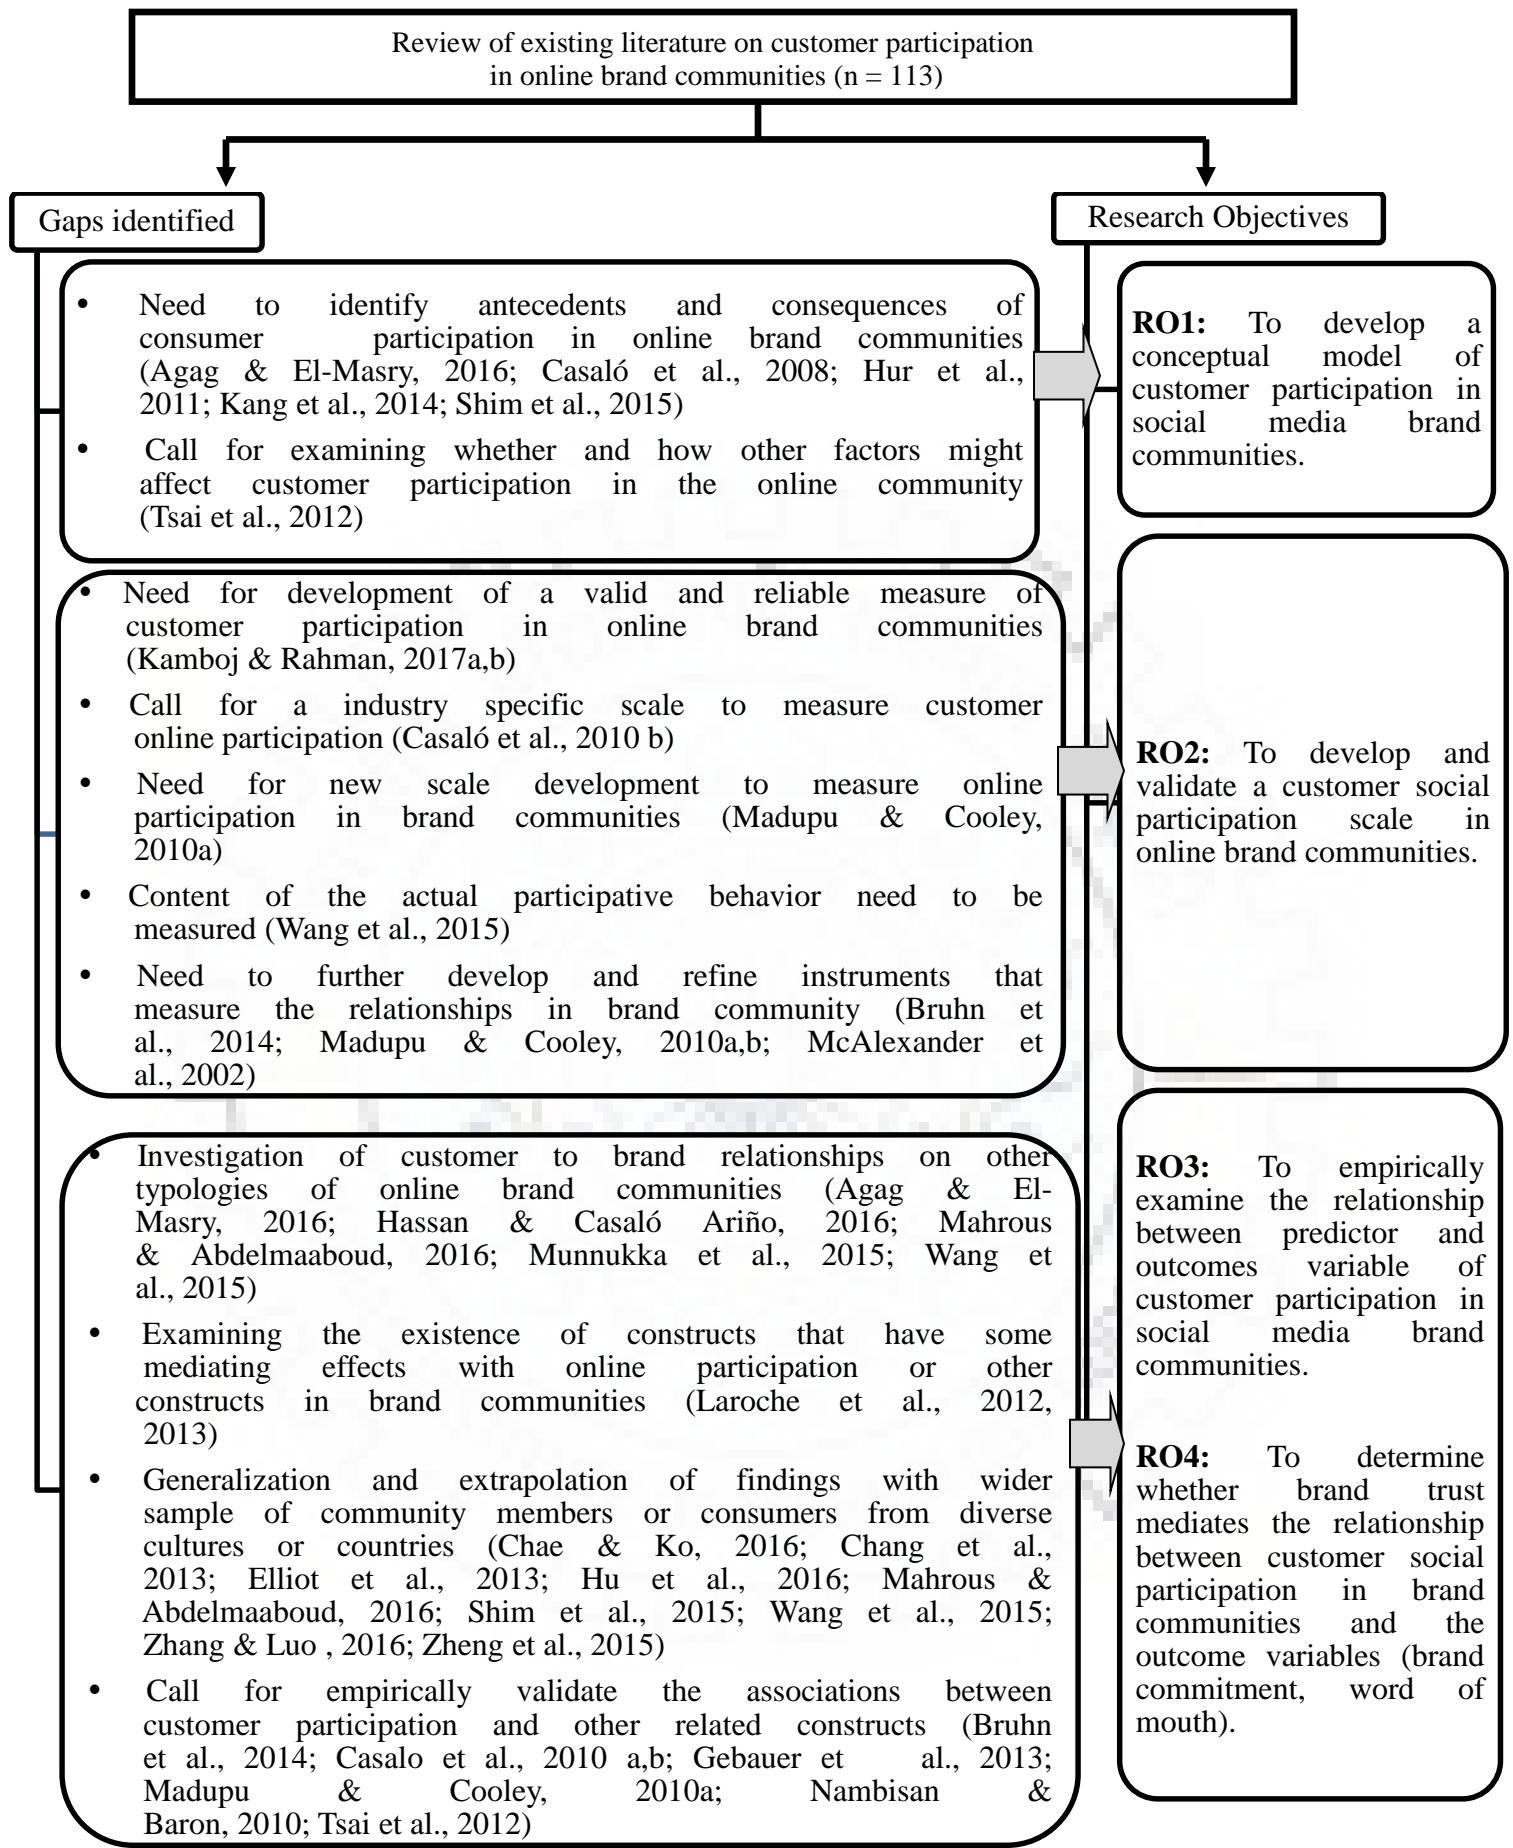 Review of existing literature on customer participation
in online brand communities (n = 113)
Gaps identified
Research Objectives
• Need to identify antecedents and consequences of
consumer participation in online brand communities
(Agag & El-Masry, 2016; Casaló et al., 2008; Hur et al.,
2011; Kang et al., 2014; Shim et al., 2015)
• Call for examining whether and how other factors might
affect customer participation in the online community
(Tsai et al., 2012)
RO1: To develop a
conceptual model of
customer participation in
social media brand
communities.
• Need for development of a valid and reliable measure of
customer participation in online brand communities
(Kamboj & Rahman, 2017a,b)
• Call for a industry specific scale to measure customer
online participation (Casaló et al., 2010 b)
• Need for new scale development to measure online
participation in brand communities (Madupu & Cooley,
2010a)
• Content of the actual participative behavior need to be
measured (Wang et al., 2015)
• Need to further develop and refine instruments that
measure the relationships in brand community (Bruhn et
al., 2014; Madupu & Cooley, 2010a,b; McAlexander et
al., 2002)
RO2: To develop and
validate a customer social
participation scale in
online brand communities.
• Investigation of customer to brand relationships on other
typologies of online brand communities (Agag & El-
Masry, 2016; Hassan & Casaló Ariño, 2016; Mahrous
& Abdelmaaboud, 2016; Munnukka et al., 2015; Wang et
al., 2015)
• Examining the existence of constructs that have some
mediating effects with online participation or other
constructs in brand communities (Laroche et al., 2012,
2013)
• Generalization and extrapolation of findings with wider
sample of community members or consumers from diverse
cultures or countries (Chae & Ko, 2016; Chang et al.,
2013; Elliot et al., 2013; Hu et al., 2016; Mahrous &
Abdelmaaboud, 2016; Shim et al., 2015; Wang et al., 2015;
Zhang & Luo , 2016; Zheng et al., 2015)
• Call for empirically validate the associations between
customer participation and other related constructs (Bruhn
et al., 2014; Casalo et al., 2010 a,b; Gebauer et al., 2013;
Madupu & Cooley, 2010a; Nambisan &
Baron, 2010; Tsai et al., 2012)
RO3: To empirically
examine the relationship
between predictor and
outcomes variable of
customer participation in
social media brand
communities.
RO4: To determine
whether brand trust
mediates the relationship
between customer social
participation in brand
communities and the
outcome variables (brand
commitment, word of
mouth).